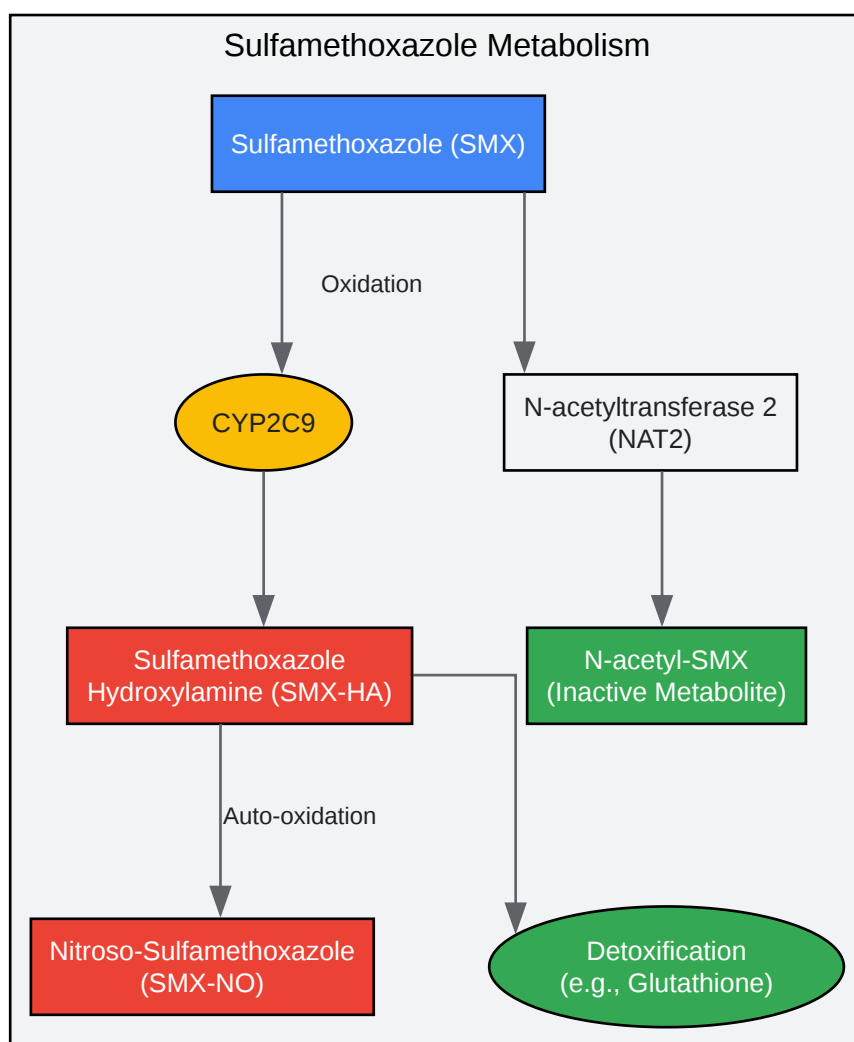 Sulfamethoxazole Metabolism
Sulfamethoxazole (SMX)
Oxidation
CYP2C9
N-acetyltransferase 2
(NAT2)
Sulfamethoxazole
Hydroxylamine (SMX-HA)
N-acetyl-SMX
(Inactive Metabolite)
Auto-oxidation
Nitroso-Sulfamethoxazole
(SMX-NO)
Detoxification
(e.g., Glutathione)